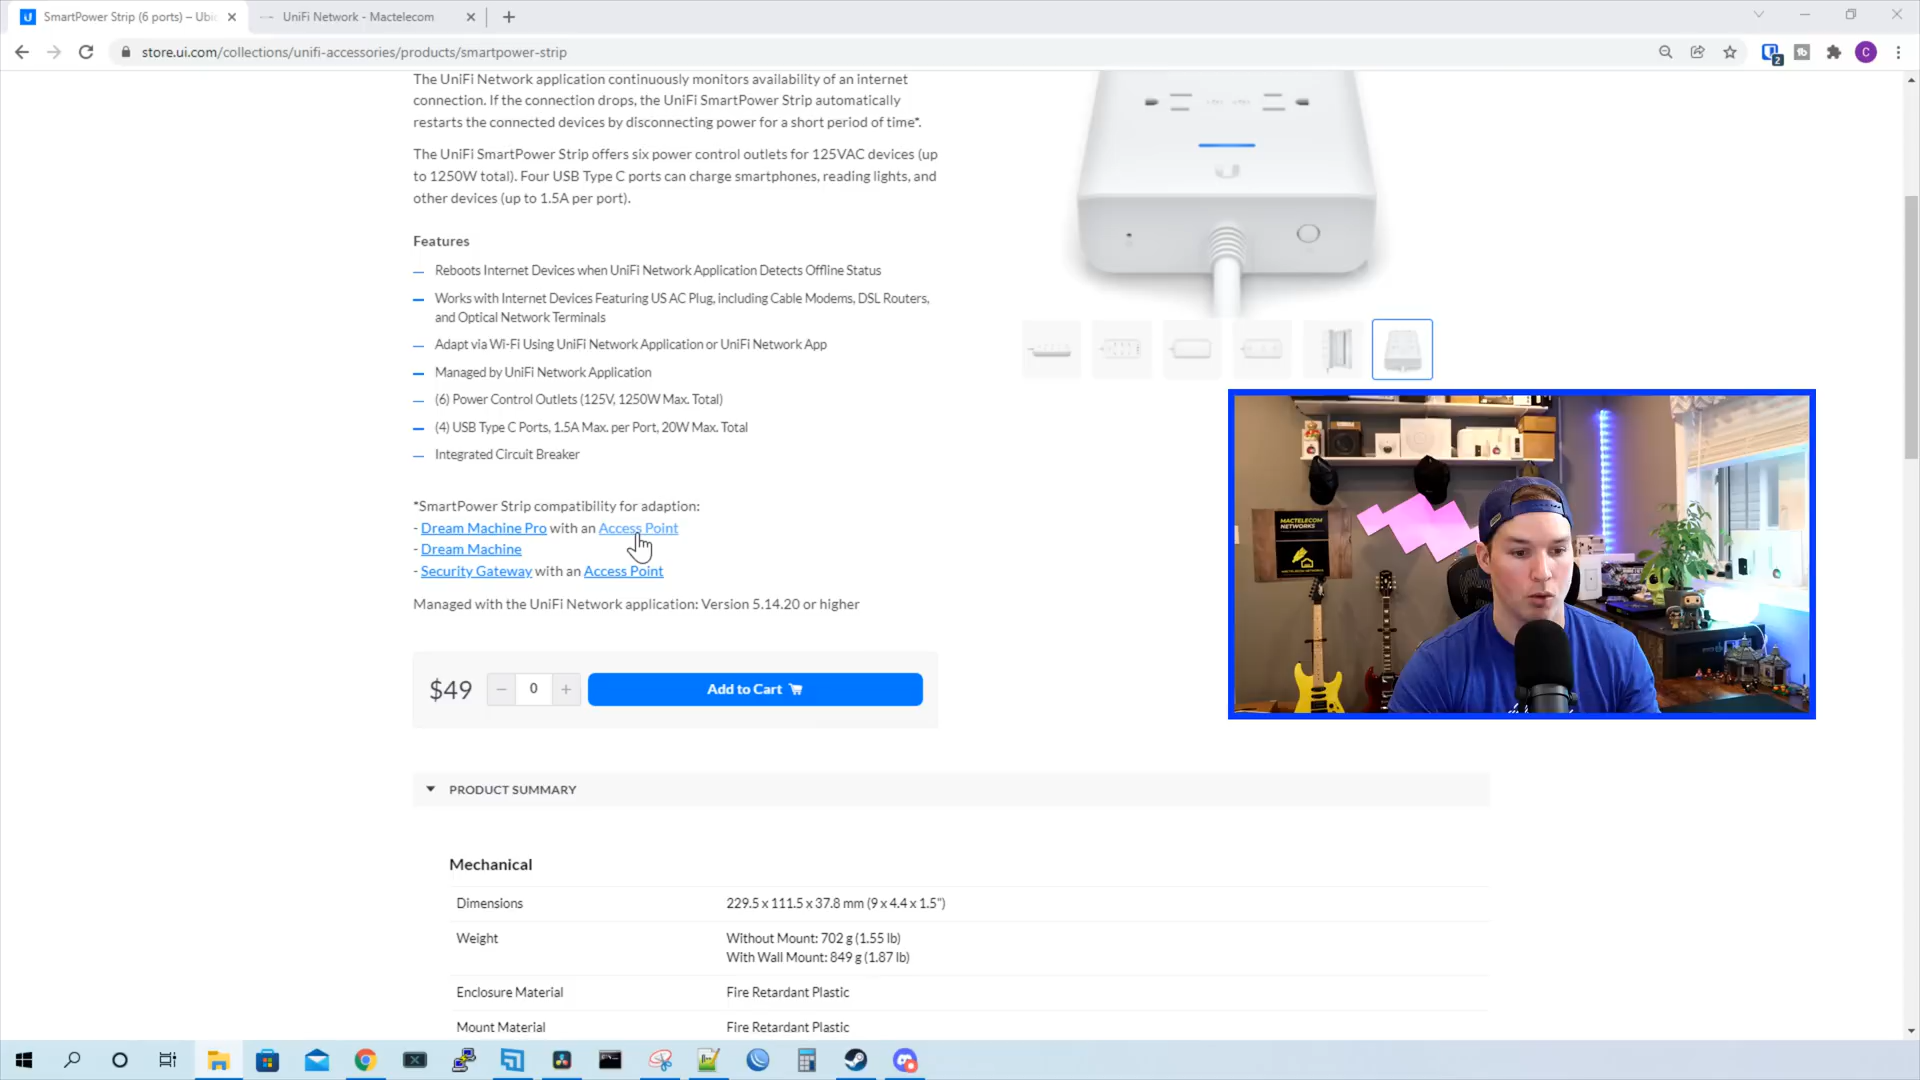 SmartPower Strip (6 ports) – Ubic
UniFi Network - Mactelecom
store.ui.com/collections/unifi-accessories/products/smartpower-strip
2
C
The UniFi Network application continuously monitors availability of an internet
connection. If the connection drops, the UniFi SmartPower Strip automatically
restarts the connected devices by disconnecting power for a short period of time*.
The UniFi SmartPower Strip offers six power control outlets for 125VAC devices (up
to 1250W total). Four USB Type C ports can charge smartphones, reading lights, and
other devices (up to 1.5A per port).
Features
Reboots Internet Devices when UniFi Network Application Detects Offline Status
Works with Internet Devices Featuring US AC Plug, including Cable Modems, DSL Routers,
and Optical Network Terminals
Adapt via Wi-Fi Using UniFi Network Application or UniFi Network App
Managed by UniFi Network Application
(6) Power Control Outlets (125V, 1250W Max. Total)
(4) USB Type C Ports, 1.5A Max. per Port, 20W Max. Total
Integrated Circuit Breaker
*SmartPower Strip compatibility for adaption:
- Dream Machine Pro with an Access Point
- Dream Machine
- Security Gateway with an Access Point
Managed with the UniFi Network application: Version 5.14.20 or higher
$49
0
Add to Cart
MACTELECOM
NETWORKS
PRODUCT SUMMARY
Mechanical
Dimensions
229.5 x 111.5 x 37.8 mm (9 x 4.4 x 1.5")
Weight
Without Mount: 702 g (1.55 lb)
With Wall Mount: 849 g (1.87 lb)
Enclosure Material
Fire Retardant Plastic
Mount Material
Fire Retardant Plastic